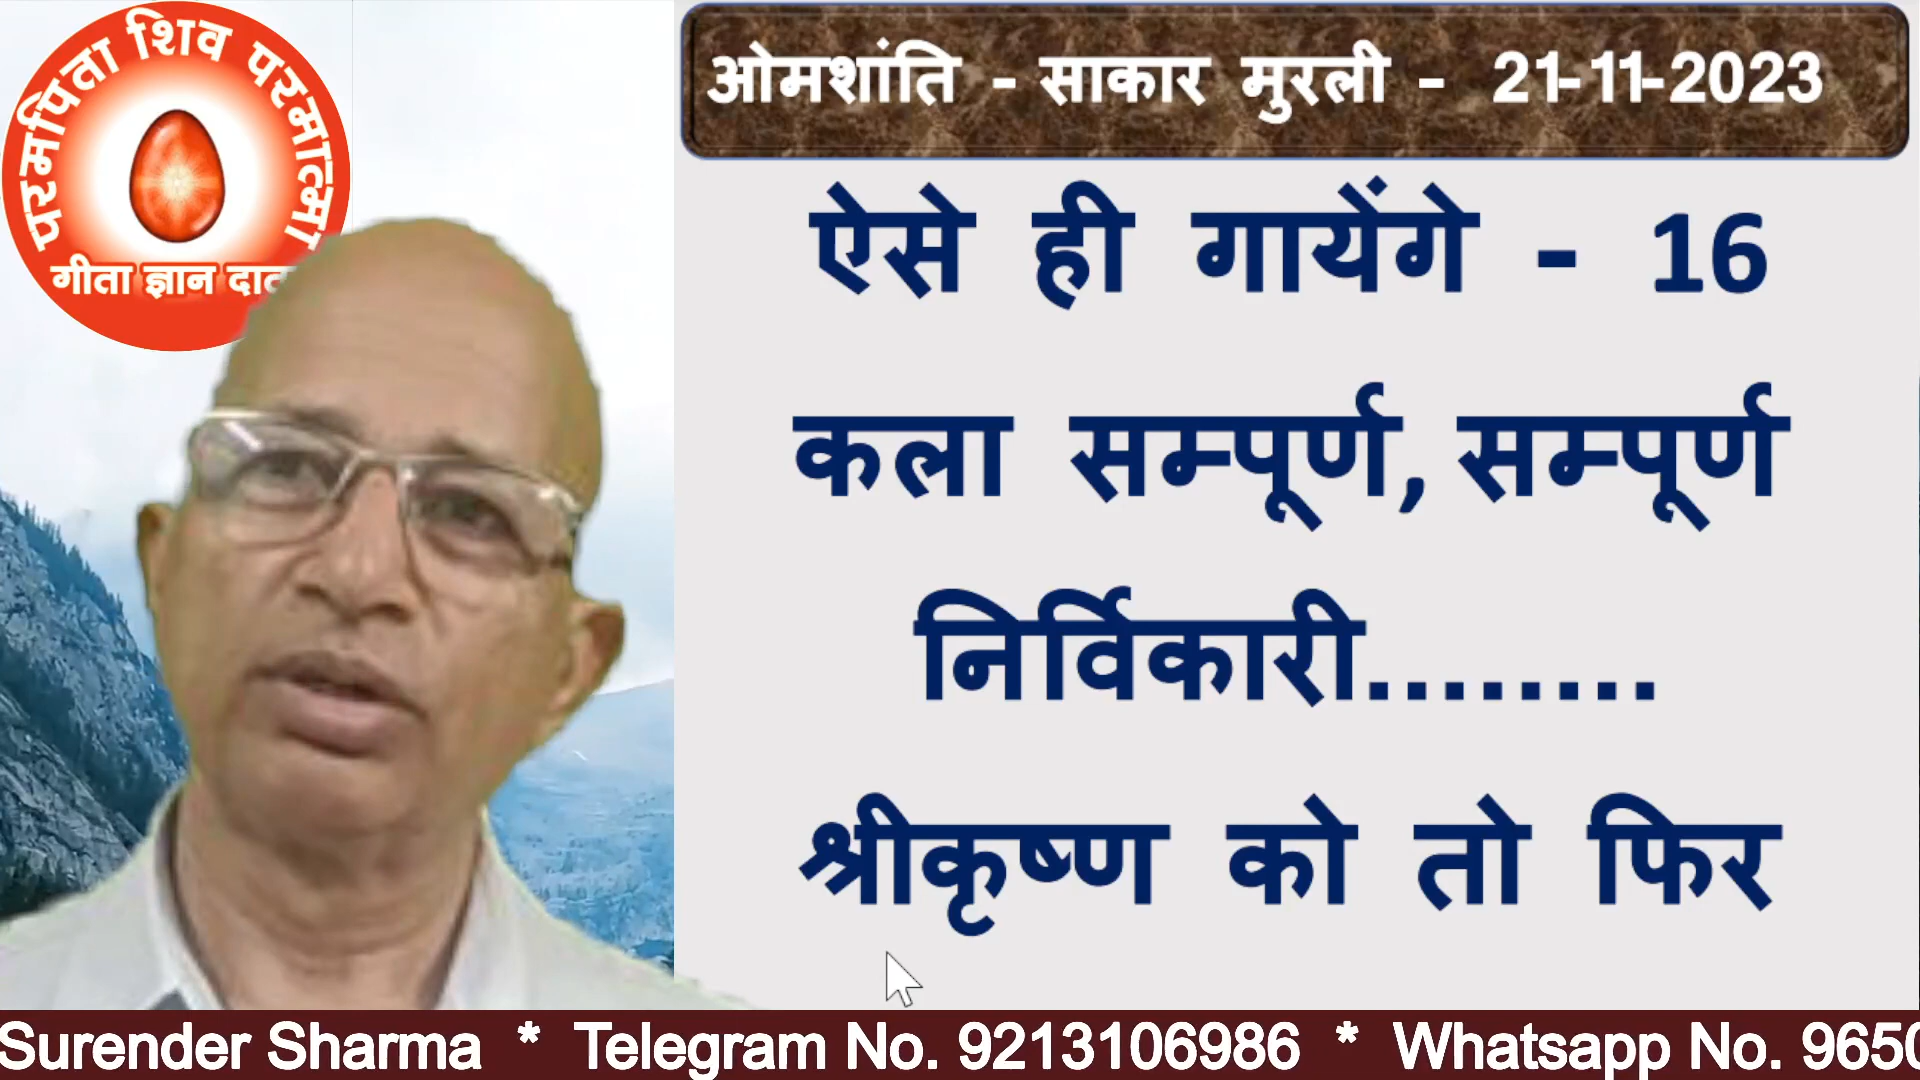 परमपिता शिव परमात्मा
गीता ज्ञान
ओमशांति - साकार मुरली - 21-11-2023
ऐसे ही गायेंगे - 16
कला सम्पूर्ण, सम्पूर्ण
निर्विकारी........
श्रीकृष्ण को तो फिर
Surender Sharma * Telegram No. 9213106986 * Whatsapp No. 965